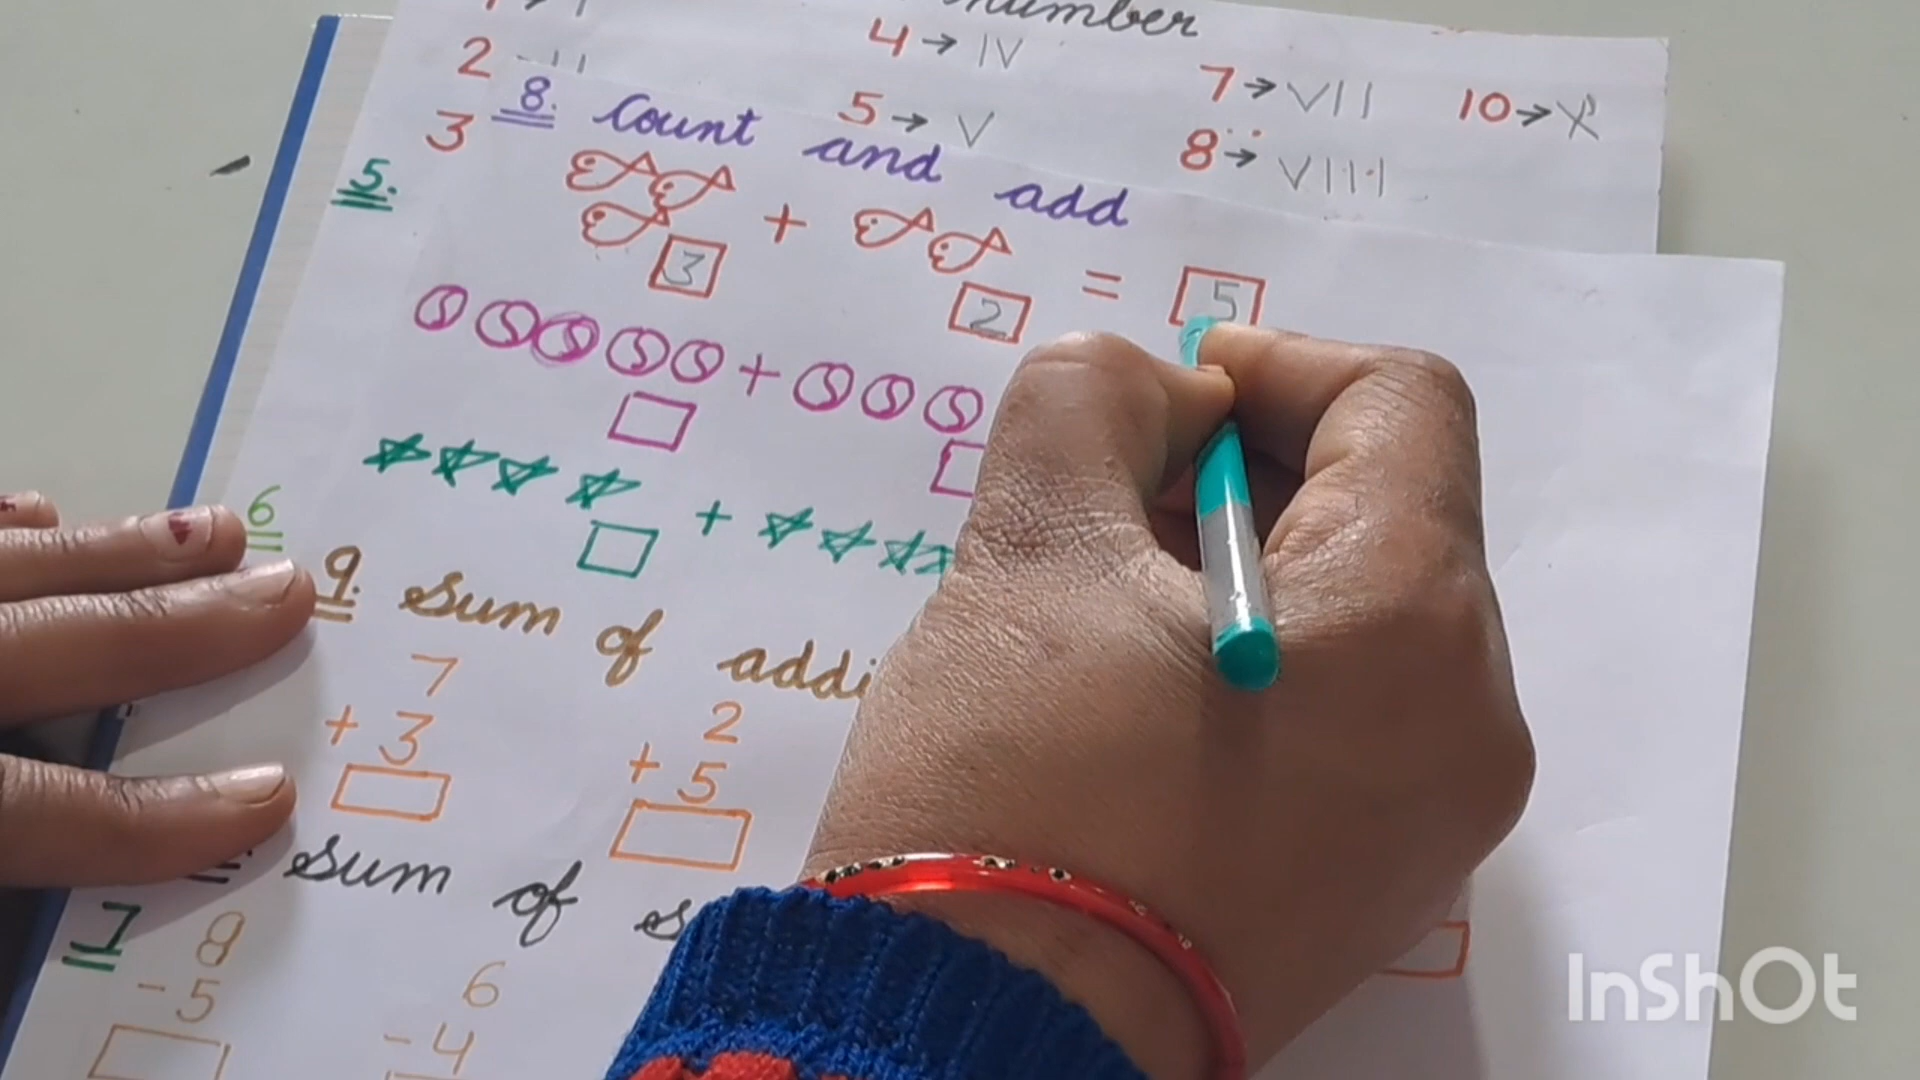 number
2 - 11
4 → IV
7 → VII
10 → X
3
5 → V
8 → VIII
8. Count and add
5.
+ =
3 2 5
+
+
6
9. Sum of addi
7
+ 3
2
+ 5
Sum of s
7
8
- 5
6
- 4
InShOt